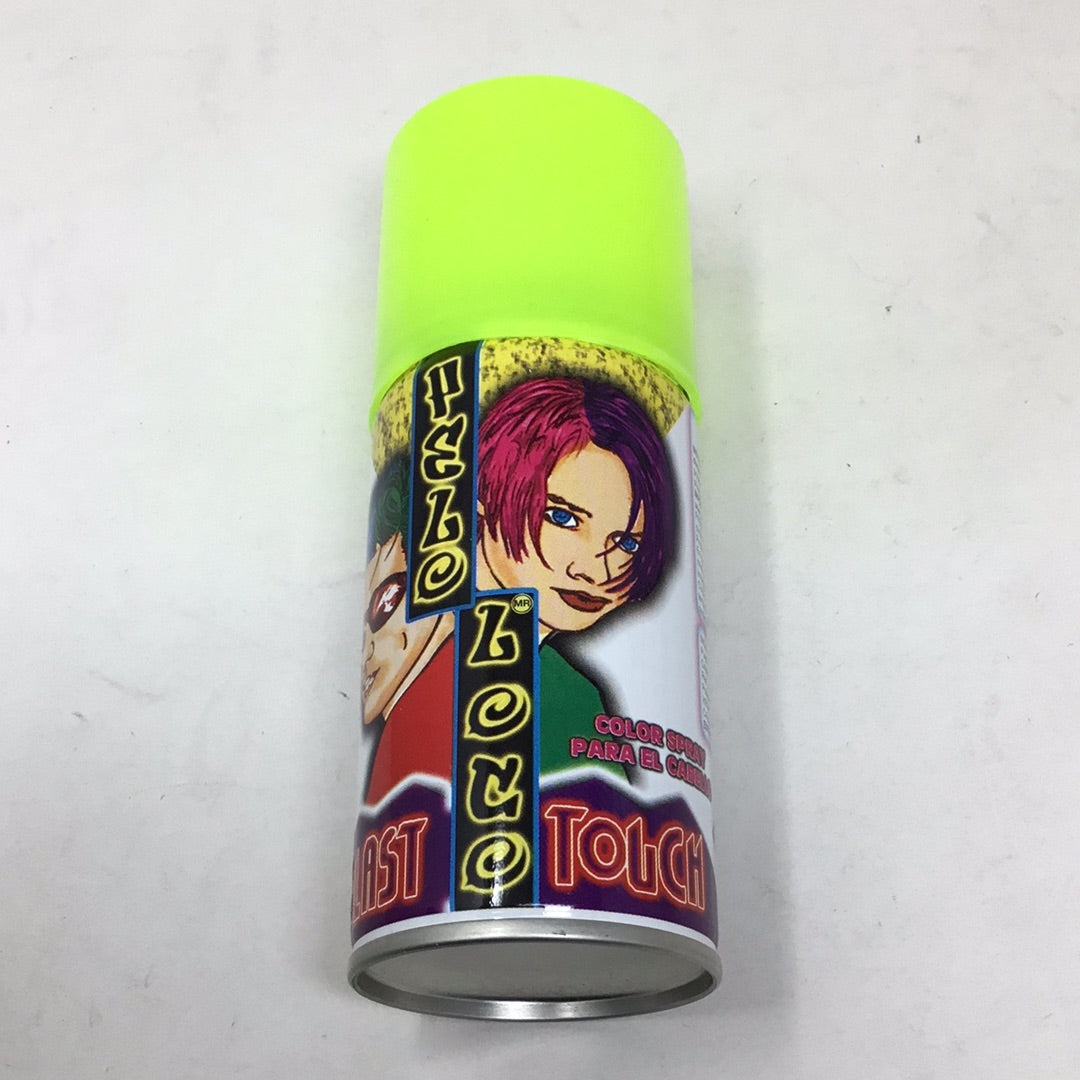 PELO
LOCO
MR
COLOR SPRAY
PARA EL CABELLO
LAST TOUCH